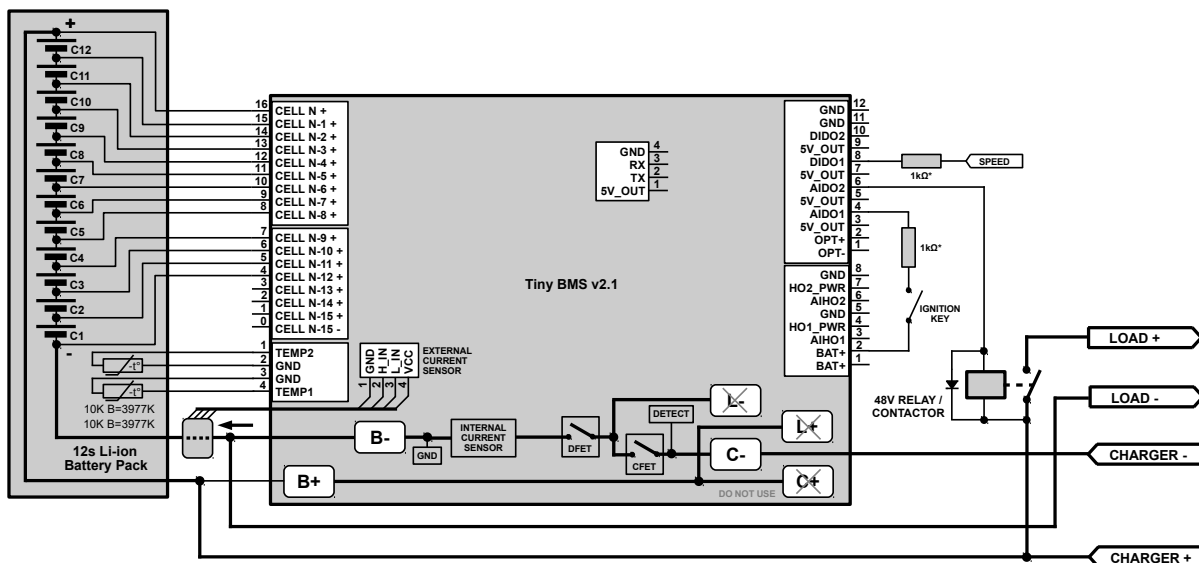 +
C12
C11
C10
C9
C8
C7
C6
C5
C4
C3
C2
C1
-
-t°
-t°
10K B=3977K
10K B=3977K
12s Li-ion
Battery Pack
16 CELL N +
15 CELL N-1 +
14 CELL N-2 +
13 CELL N-3 +
12 CELL N-4 +
11 CELL N-5 +
10 CELL N-6 +
9 CELL N-7 +
8 CELL N-8 +
7 CELL N-9 +
6 CELL N-10 +
5 CELL N-11 +
4 CELL N-12 +
3 CELL N-13 +
2 CELL N-14 +
1 CELL N-15 +
0 CELL N-15 -
1 TEMP2
2 GND
3 GND
4 TEMP1
GND
H_IN
L_IN
VCC
1
2
3
4
EXTERNAL
CURRENT
SENSOR
GND 4
RX 3
TX 2
5V_OUT 1
Tiny BMS v2.1
B-
GND
INTERNAL
CURRENT
SENSOR
DFET
CFET
DETECT
L-
L+
C-
C+
B+
DO NOT USE
GND 12
GND 11
DIDO2 10
5V_OUT 9
DIDO1 8
5V_OUT 7
AIDO2 6
5V_OUT 5
AIDO1 4
5V_OUT 3
OPT+ 2
OPT- 1
GND 8
HO2_PWR 7
AIHO2 6
GND 5
HO1_PWR 4
AIHO1 3
BAT+ 2
BAT+ 1
1kΩ*
SPEED
1kΩ*
IGNITION
KEY
48V RELAY /
CONTACTOR
LOAD +
LOAD -
CHARGER -
CHARGER +